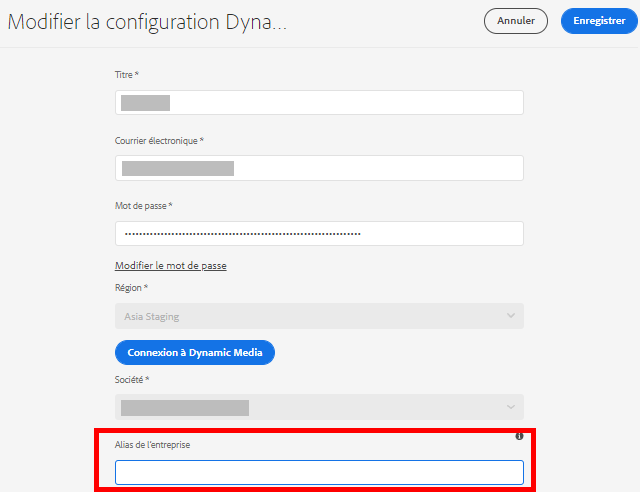 Modifier la configuration Dyna...
Annuler
Enregistrer
Titre *
Courrier électronique *
Mot de passe *
Modifier le mot de passe
Région *
Asia Staging
Connexion à Dynamic Media
Société *
Alias de l'entreprise